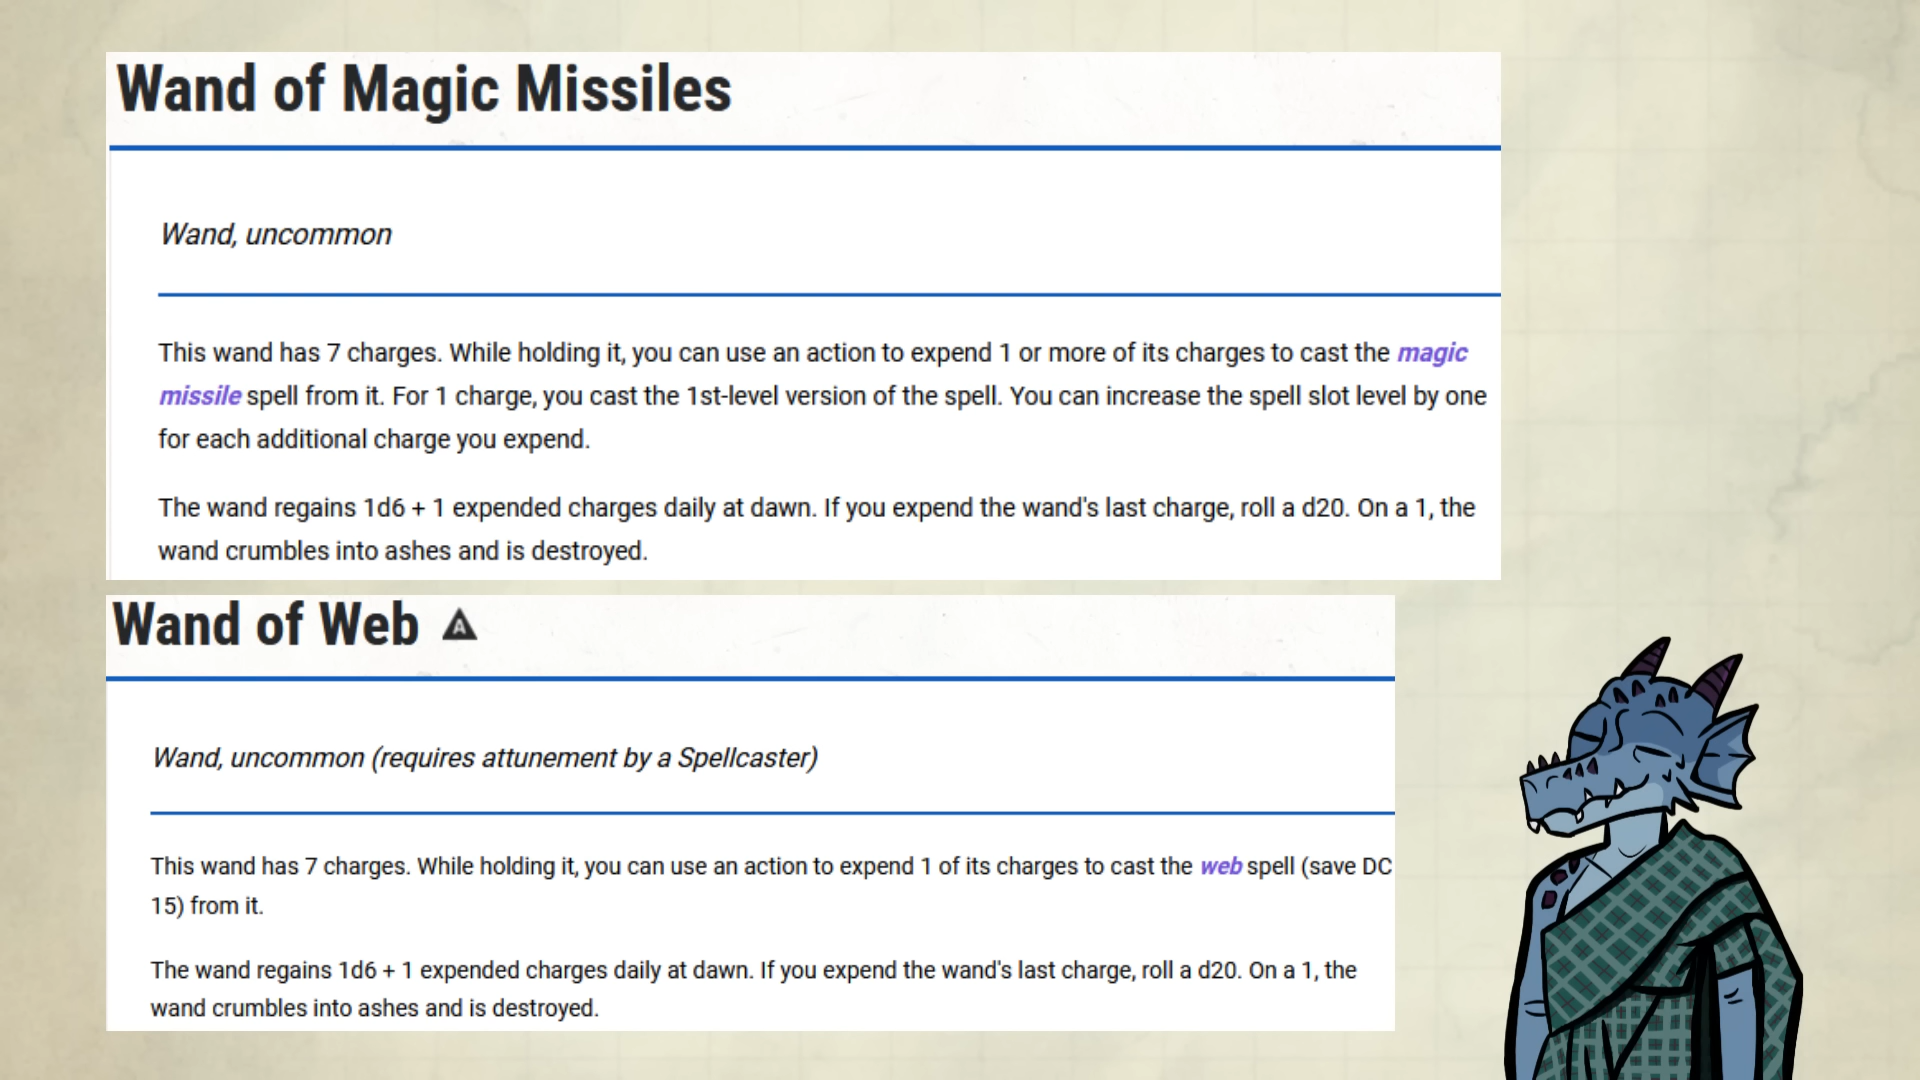 Wand of Magic Missiles
Wand, uncommon
This wand has 7 charges. While holding it, you can use an action to expend 1 or more of its charges to cast the magic
missile spell from it. For 1 charge, you cast the 1st-level version of the spell. You can increase the spell slot level by one
for each additional charge you expend.
The wand regains 1d6 + 1 expended charges daily at dawn. If you expend the wand's last charge, roll a d20. On a 1, the
wand crumbles into ashes and is destroyed.
Wand of Web A
Wand, uncommon (requires attunement by a Spellcaster)
This wand has 7 charges. While holding it, you can use an action to expend 1 of its charges to cast the web spell (save DC
15) from it.
The wand regains 1d6 + 1 expended charges daily at dawn. If you expend the wand's last charge, roll a d20. On a 1, the
wand crumbles into ashes and is destroyed.